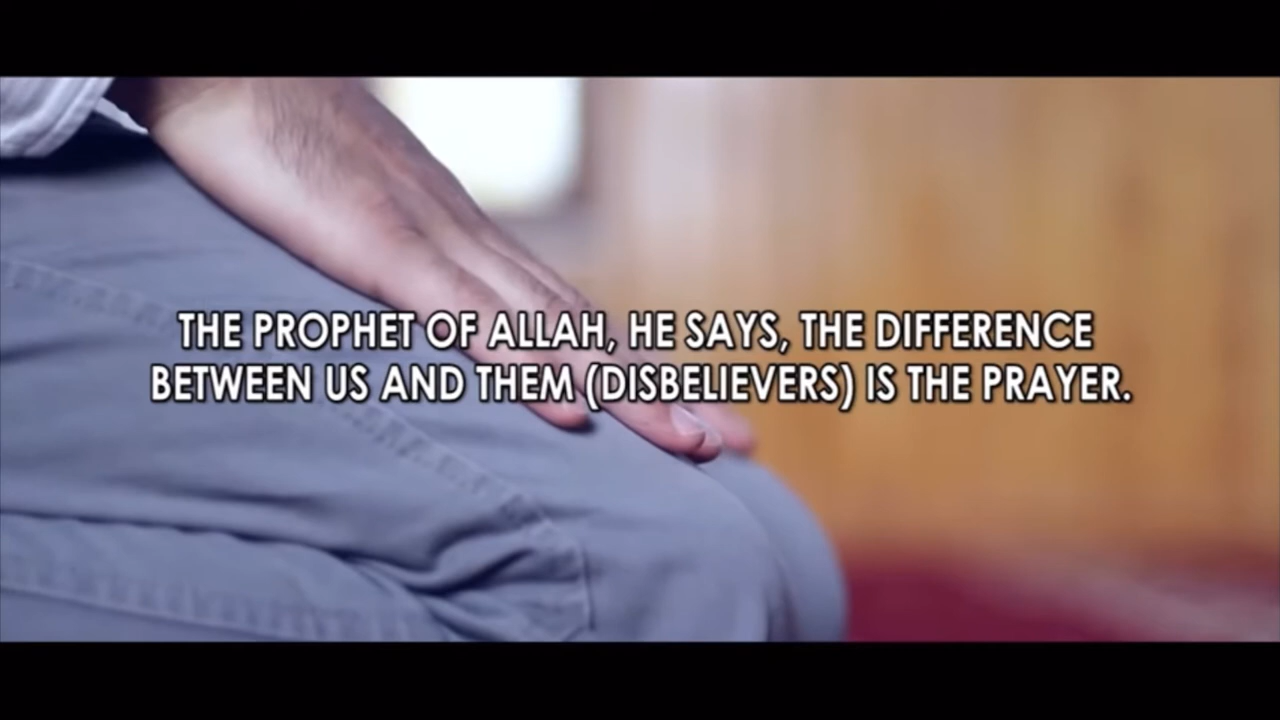 THE PROPHET OF ALLAH, HE SAYS, THE DIFFERENCE
BETWEEN US AND THEM (DISBELIEVERS) IS THE PRAYER.